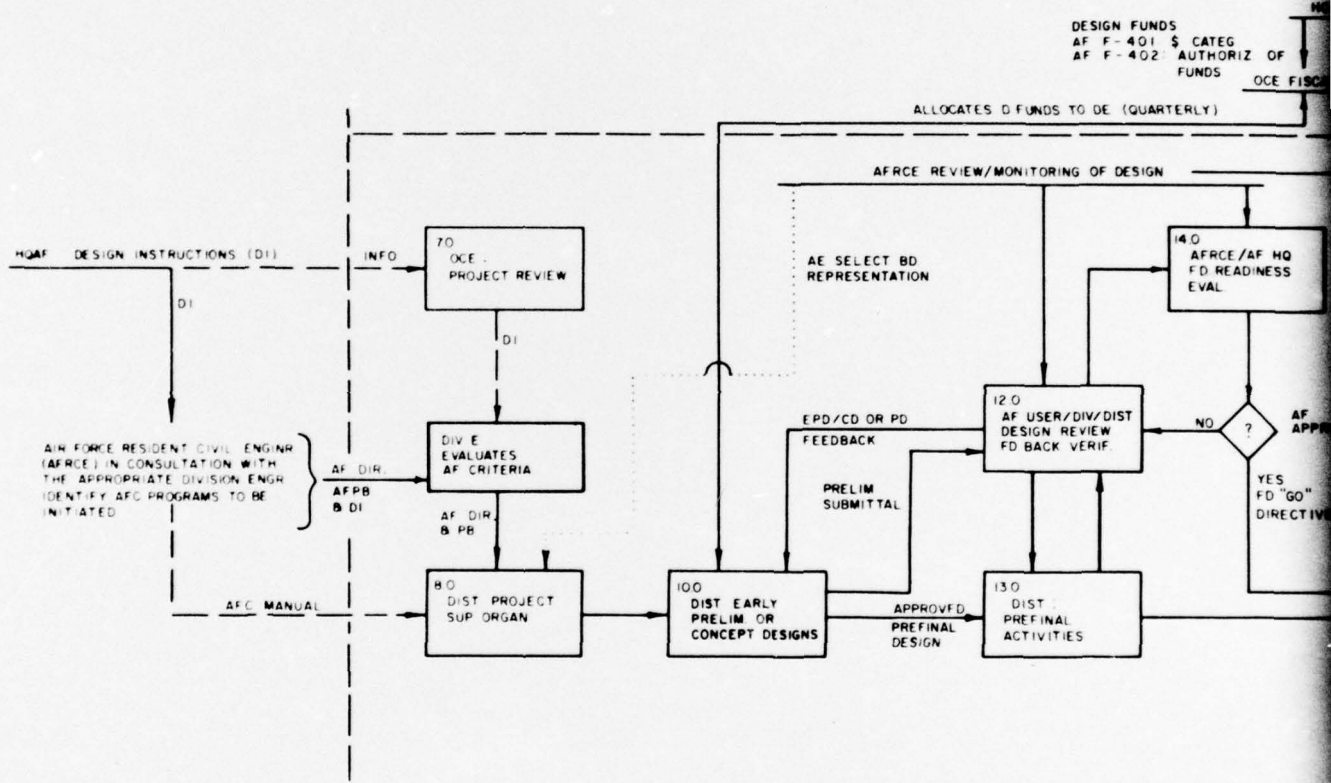 HQ
DESIGN FUNDS
AF F-401 $ CATEG
AF F-402: AUTHORIZ OF
FUNDS
OCE
ALLOCATES D FUNDS TO DE (QUARTERLY)
AFRCE REVIEW/MONITORING OF DESIGN
HQAF DESIGN INSTRUCTIONS (DI)
INFO
7.0
OCE
PROJECT REVIEW
AE SELECT BD
REPRESENTATION
14.0
AFRCE/AF HQ
FD READINESS
EVAL.
DI
DI
AIR FORCE RESIDENT CIVIL ENGINR
(AFRCE) IN CONSULTATION WITH
THE APPROPRIATE DIVISION ENGR
IDENTIFY AFC PROGRAMS TO BE
INITIATED
AF DIR.
AFPB
& DI
DIV E
EVALUATES
AF CRITERIA
AF DIR.
& PB
EPD/CD OR PD
FEEDBACK
12.0
AF USER/DIV/DIST
DESIGN REVIEW
FD BACK VERIF.
NO
?
AF
YES
FD "GO"
PRELIM
SUBMITTAL
AFC MANUAL
8.0
DIST PROJECT
SUP ORGAN
10.0
DIST EARLY
PRELIM. OR
CONCEPT DESIGNS
APPROVED
PREFINAL
DESIGN
13.0
DIST
PREFINAL
ACTIVITIES